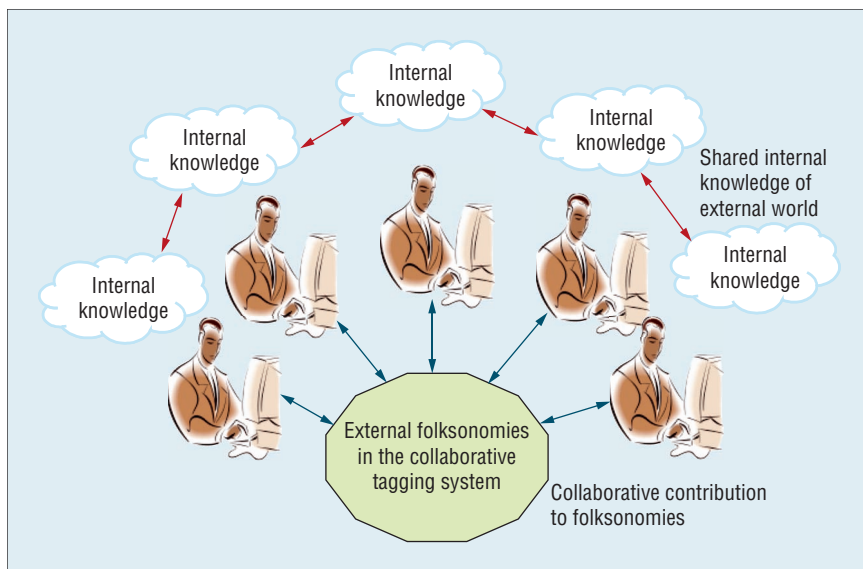 Internal
knowledge
Internal
knowledge
Internal
knowledge
Shared internal
knowledge of
external world
Internal
knowledge
Internal
knowledge
External folksonomies
in the collaborative
tagging system
Collaborative contribution
to folksonomies